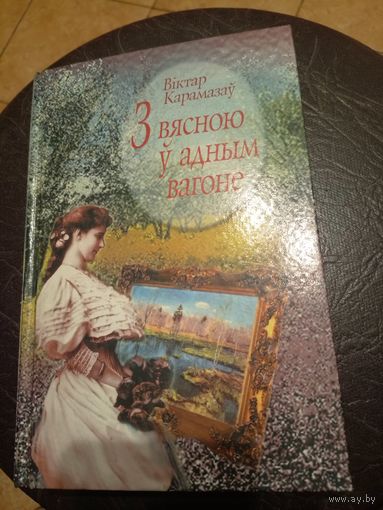 Віктар
Карамазаў
З вясною
ў адным
вагоне
www.ay.by